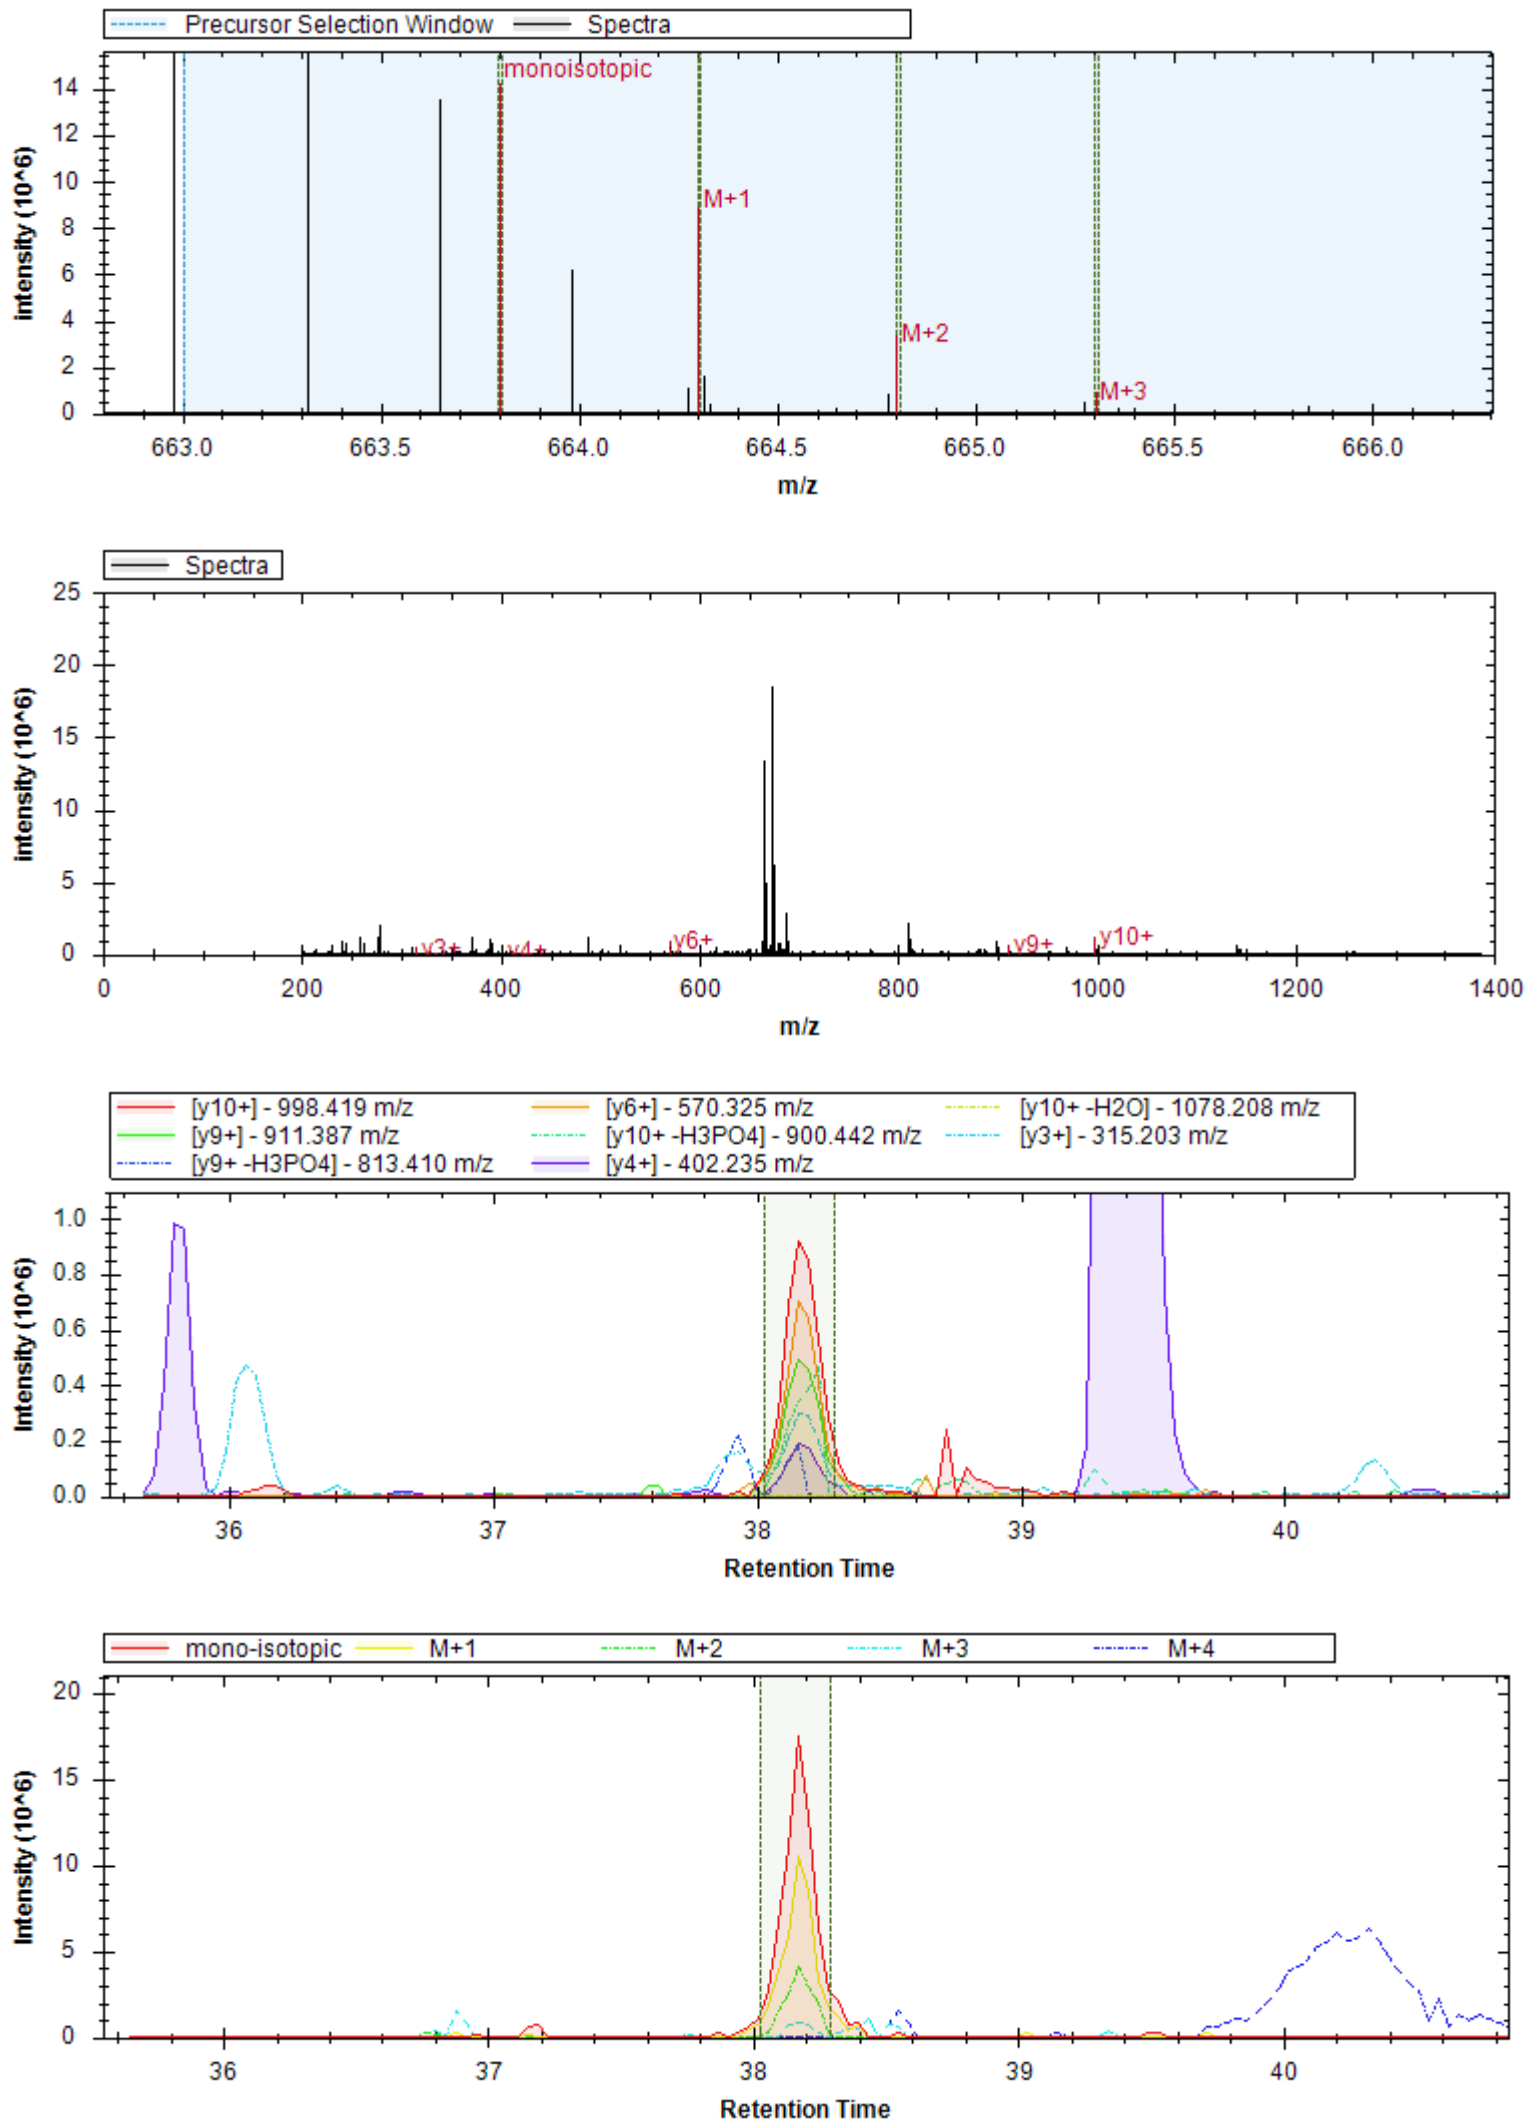 Precursor Selection Window Spectra
monoisotopic
M+1
M+2
M+3
14
12
10
8
6
4
2
0
intensity (10^6)
663.0 663.5 664.0 664.5 665.0 665.5 666.0
m/z
Spectra
25
20
15
10
5
0
intensity (10^6)
y3+ y4+ y6+ y9+ y10+
0 200 400 600 800 1000 1200 1400
m/z
[y10+] - 998.419 m/z [y6+] - 570.325 m/z [y10+ -H2O] - 1078.208 m/z
[y9+] - 911.387 m/z [y10+ -H3PO4] - 900.442 m/z [y3+] - 315.203 m/z
[y9+ -H3PO4] - 813.410 m/z [y4+] - 402.235 m/z
1.0
0.8
0.6
0.4
0.2
0.0
Intensity (10^6)
36 37 38 39 40
Retention Time
mono-isotopic M+1 M+2 M+3 M+4
20
15
10
5
0
Intensity (10^6)
36 37 38 39 40
Retention Time